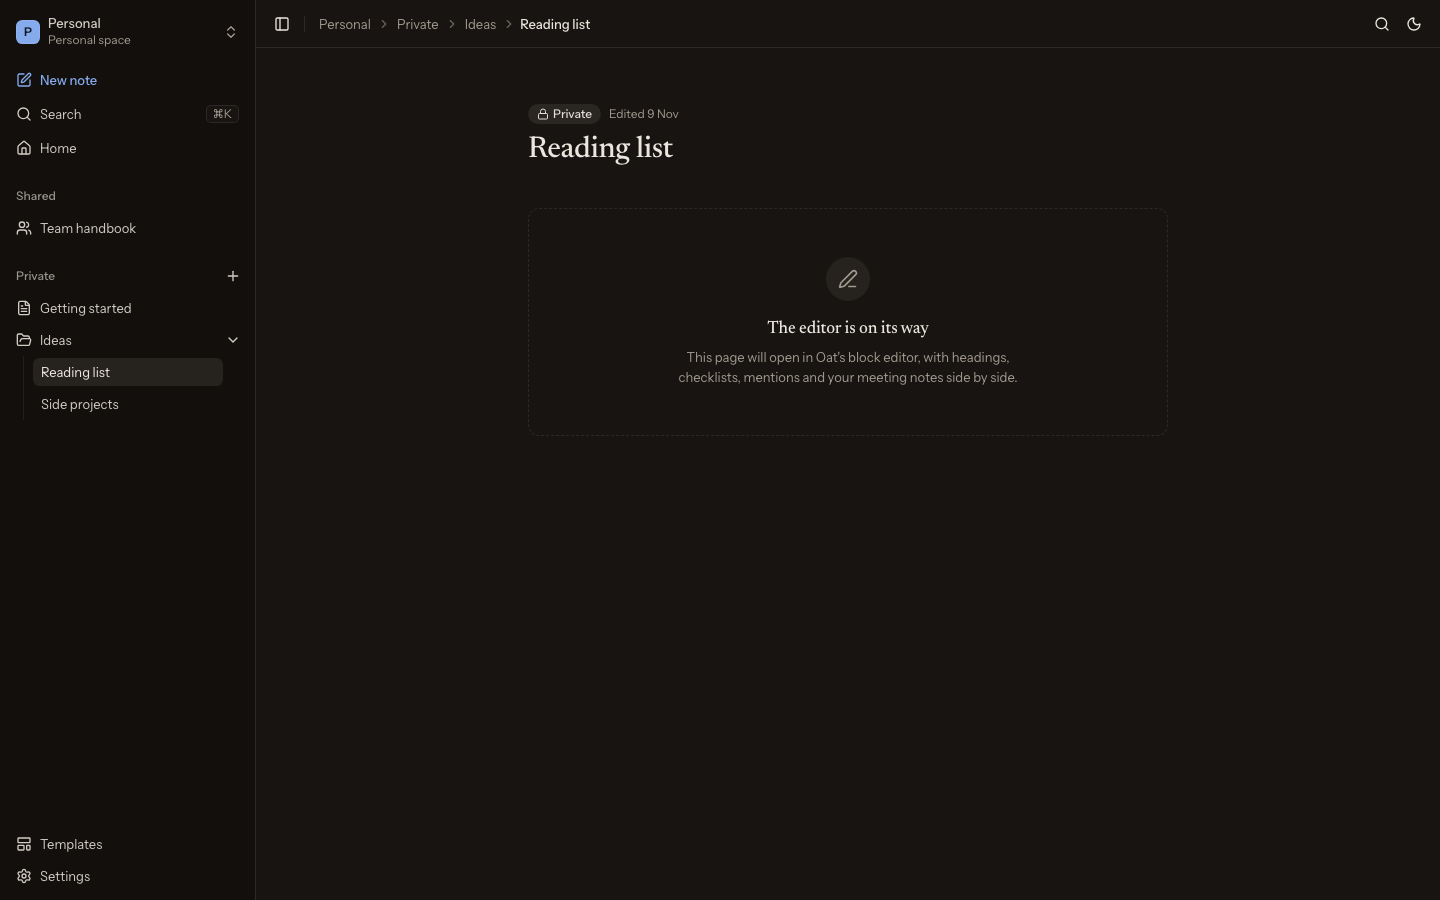 P
Personal
Personal space
New note
Search ⌘K
Home
Shared
Team handbook
Private
Getting started
Ideas
Reading list
Side projects
Templates
Settings
Personal Private Ideas Reading list
Private Edited 9 Nov
Reading list
The editor is on its way
This page will open in Oat's block editor, with headings,
checklists, mentions and your meeting notes side by side.